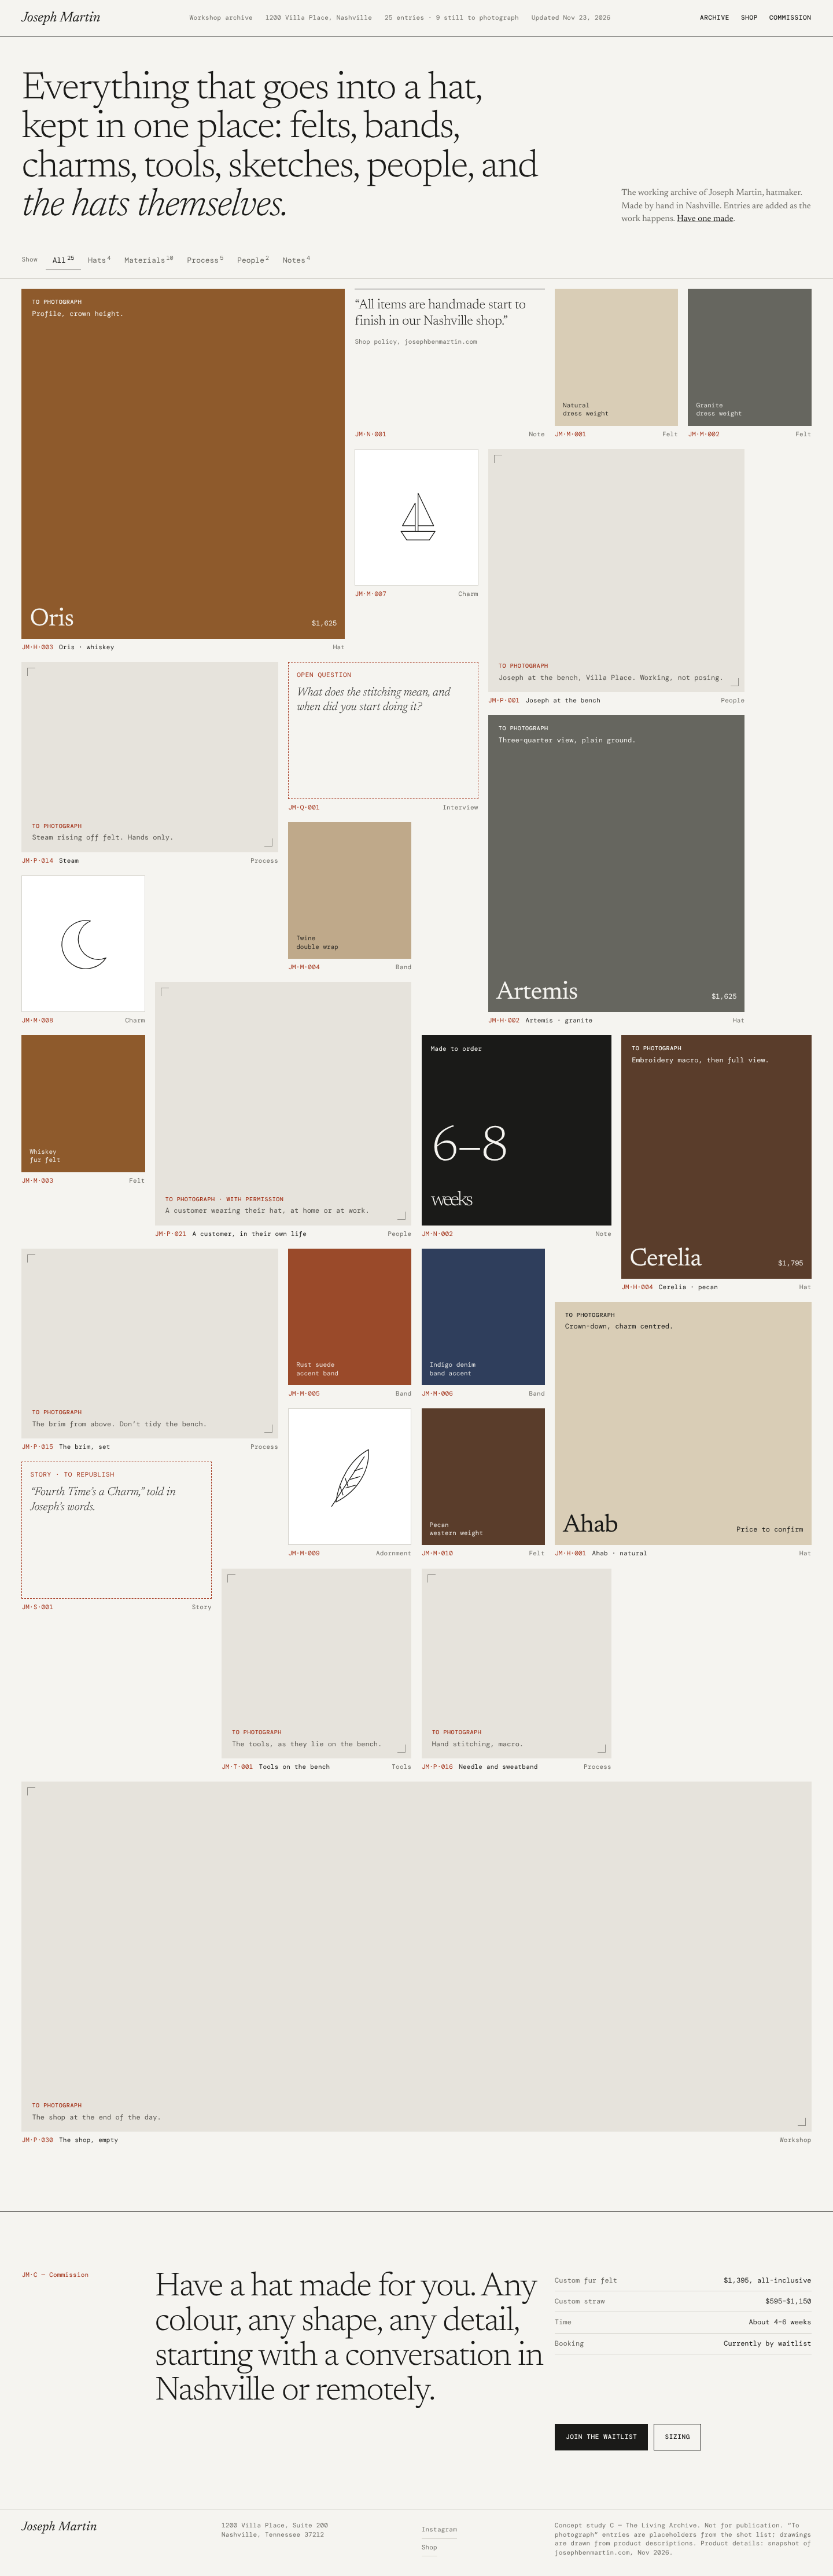 Joseph Martin
Workshop archive 1200 Villa Place, Nashville 25 entries · 9 still to photograph Updated Nov 23, 2026
ARCHIVE SHOP COMMISSION
Everything that goes into a hat,
kept in one place: felts, bands,
charms, tools, sketches, people, and
the hats themselves.
The working archive of Joseph Martin, hatmaker.
Made by hand in Nashville. Entries are added as the
work happens. Have one made.
Show All 25 Hats 4 Materials 10 Process 5 People 2 Notes 4
TO PHOTOGRAPH
Profile, crown height.
Oris
$1,625
JM·H·003 Oris · whiskey Hat
“All items are handmade start to
finish in our Nashville shop.”
Shop policy, josephbenmartin.com
JM·N·001 Note
Natural
dress weight
JM·M·001 Felt
Granite
dress weight
JM·M·002 Felt
JM·M·007 Charm
TO PHOTOGRAPH
Joseph at the bench, Villa Place. Working, not posing.
JM·P·001 Joseph at the bench People
TO PHOTOGRAPH
Steam rising off felt. Hands only.
JM·P·014 Steam Process
OPEN QUESTION
What does the stitching mean, and
when did you start doing it?
JM·Q·001 Interview
TO PHOTOGRAPH
Three-quarter view, plain ground.
Artemis
$1,625
JM·H·002 Artemis · granite Hat
Twine
double wrap
JM·M·004 Band
JM·M·008 Charm
TO PHOTOGRAPH · WITH PERMISSION
A customer wearing their hat, at home or at work.
JM·P·021 A customer, in their own life People
Whiskey
fur felt
JM·M·003 Felt
Made to order
6–8
weeks
JM·N·002 Note
TO PHOTOGRAPH
Embroidery macro, then full view.
Cerelia
$1,795
JM·H·004 Cerelia · pecan Hat
TO PHOTOGRAPH
The brim from above. Don’t tidy the bench.
JM·P·015 The brim, set Process
Rust suede
accent band
JM·M·005 Band
Indigo denim
band accent
JM·M·006 Band
TO PHOTOGRAPH
Crown-down, charm centred.
Ahab
Price to confirm
JM·H·001 Ahab · natural Hat
JM·M·009 Adornment
Pecan
western weight
JM·M·010 Felt
STORY · TO REPUBLISH
“Fourth Time’s a Charm,” told in
Joseph’s words.
JM·S·001 Story
TO PHOTOGRAPH
The tools, as they lie on the bench.
JM·T·001 Tools on the bench Tools
TO PHOTOGRAPH
Hand stitching, macro.
JM·P·016 Needle and sweatband Process
TO PHOTOGRAPH
The shop at the end of the day.
JM·P·030 The shop, empty Workshop
JM·C — Commission
Have a hat made for you. Any
colour, any shape, any detail,
starting with a conversation in
Nashville or remotely.
Custom fur felt $1,395, all-inclusive
Custom straw $595–$1,150
Time About 4–6 weeks
Booking Currently by waitlist
JOIN THE WAITLIST SIZING
Joseph Martin
1200 Villa Place, Suite 200
Nashville, Tennessee 37212
Instagram
Shop
Concept study C — The Living Archive. Not for publication. “To
photograph” entries are placeholders from the shot list; drawings
are drawn from product descriptions. Product details: snapshot of
josephbenmartin.com, Nov 2026.